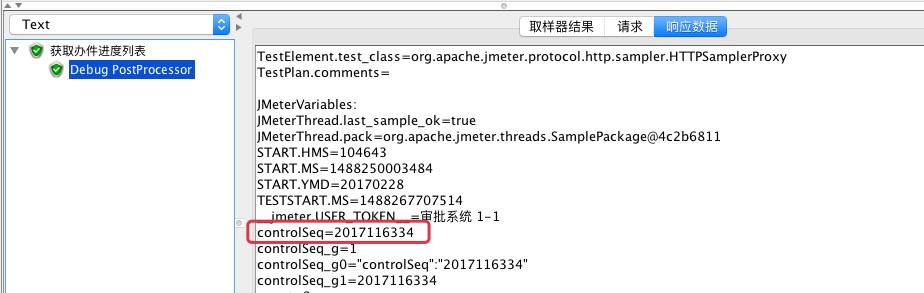 Text
取样器结果
请求
响应数据
获取办件进度列表
Debug PostProcessor
TestElement.test_class=org.apache.jmeter.protocol.http.sampler.HTTPSamplerProxy
TestPlan.comments=
JMeterVariables:
JMeterThread.last_sample_ok=true
JMeterThread.pack=org.apache.jmeter.threads.SamplePackage@4c2b6811
START.HMS=104643
START.MS=1488250003484
START.YMD=20170228
TESTSTART.MS=1488267707514
__jmeter.USER_TOKEN__=审批系统 1-1
controlSeq=2017116334
controlSeq_g=1
controlSeq_g0="controlSeq":"2017116334"
controlSeq_g1=2017116334